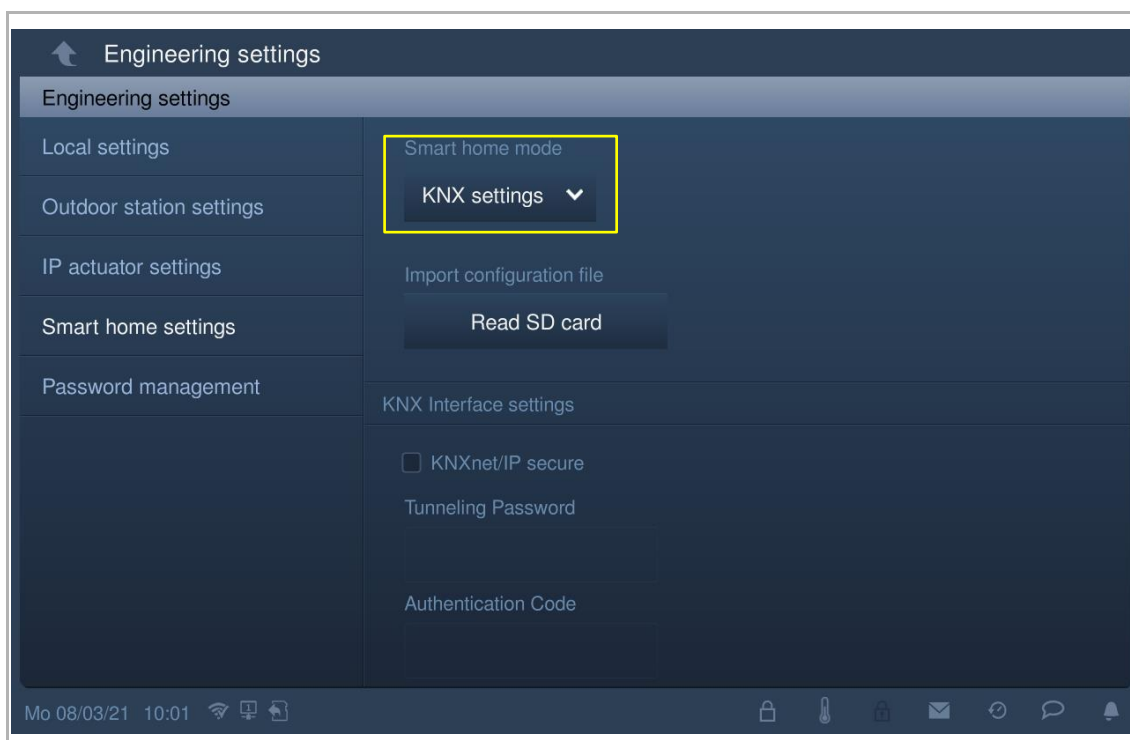 Engineering settings
Engineering settings
Local settings
Outdoor station settings
IP actuator settings
Smart home settings
Password management
Smart home mode
KNX settings
Import configuration file
Read SD card
KNX Interface settings
KNXnet/IP secure
Tunneling Password
Authentication Code
Mo 08/03/21 10:01
1